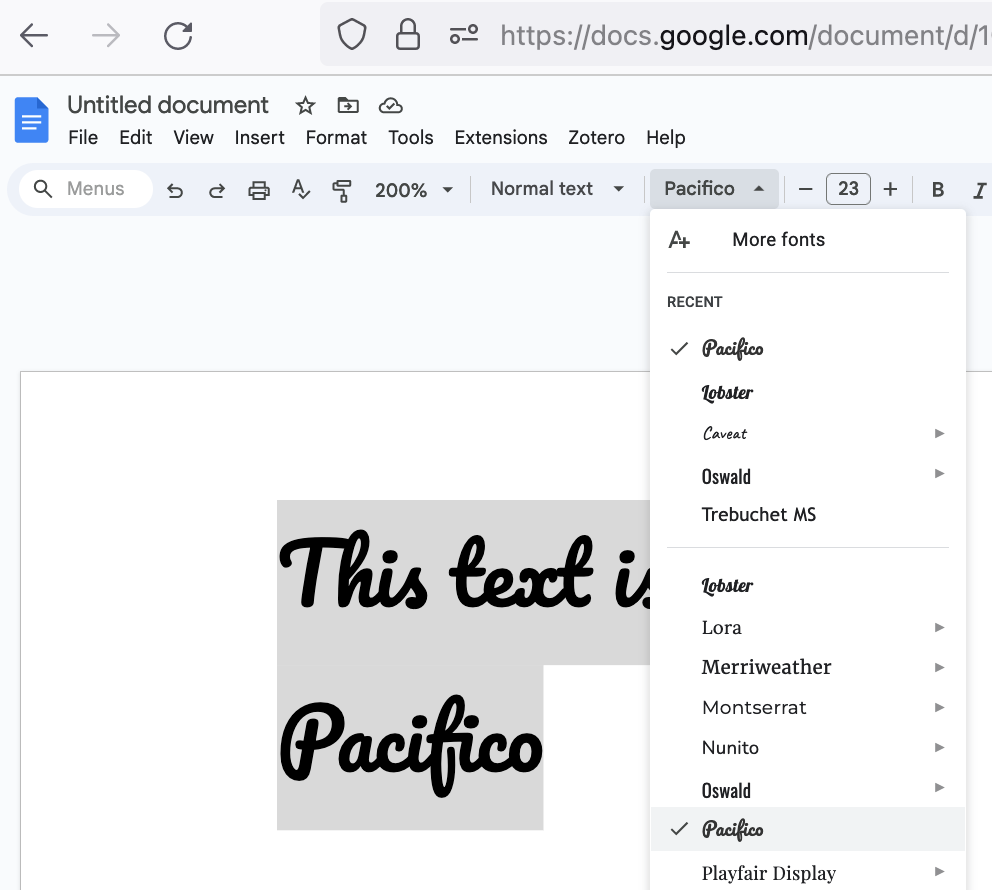 https://docs.google.com/document/d/1
Untitled document
File Edit View Insert Format Tools Extensions Zotero Help
Menus 200% Normal text Pacifico 23 B I
More fonts
RECENT
Pacifico
Lobster
Caveat
Oswald
Trebuchet MS
This text is
Lobster
Lora
Merriweather
Montserrat
Nunito
Pacifico
Oswald
Pacifico
Playfair Display